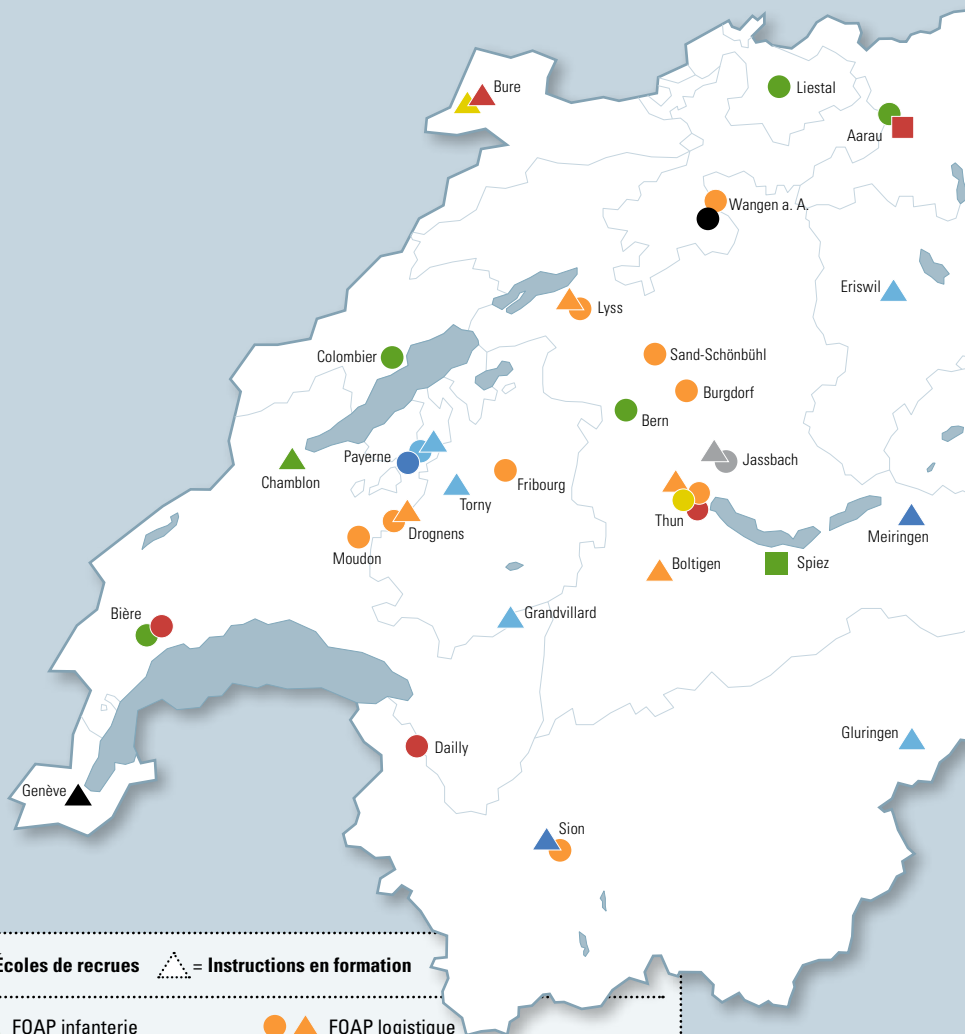 Bure
Liestal
Aarau
Wangen a. A.
Eriswil
Lyss
Colombier
Sand-Schönbühl
Burgdorf
Bern
Payerne
Jassbach
Chamblon
Fribourg
Torny
Thun
Drognens
Meiringen
Moudon
Boltigen
Spiez
Bière
Grandvillard
Gluringen
Dailly
Genève
Sion
Écoles de recrues = Instructions en formation
FOAP infanterie FOAP logistique